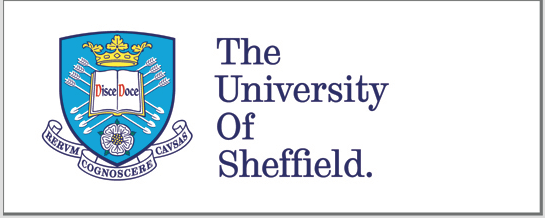 Disce Doce
RERVM COGNOSCERE CAVSAS
The
University
Of
Sheffield.